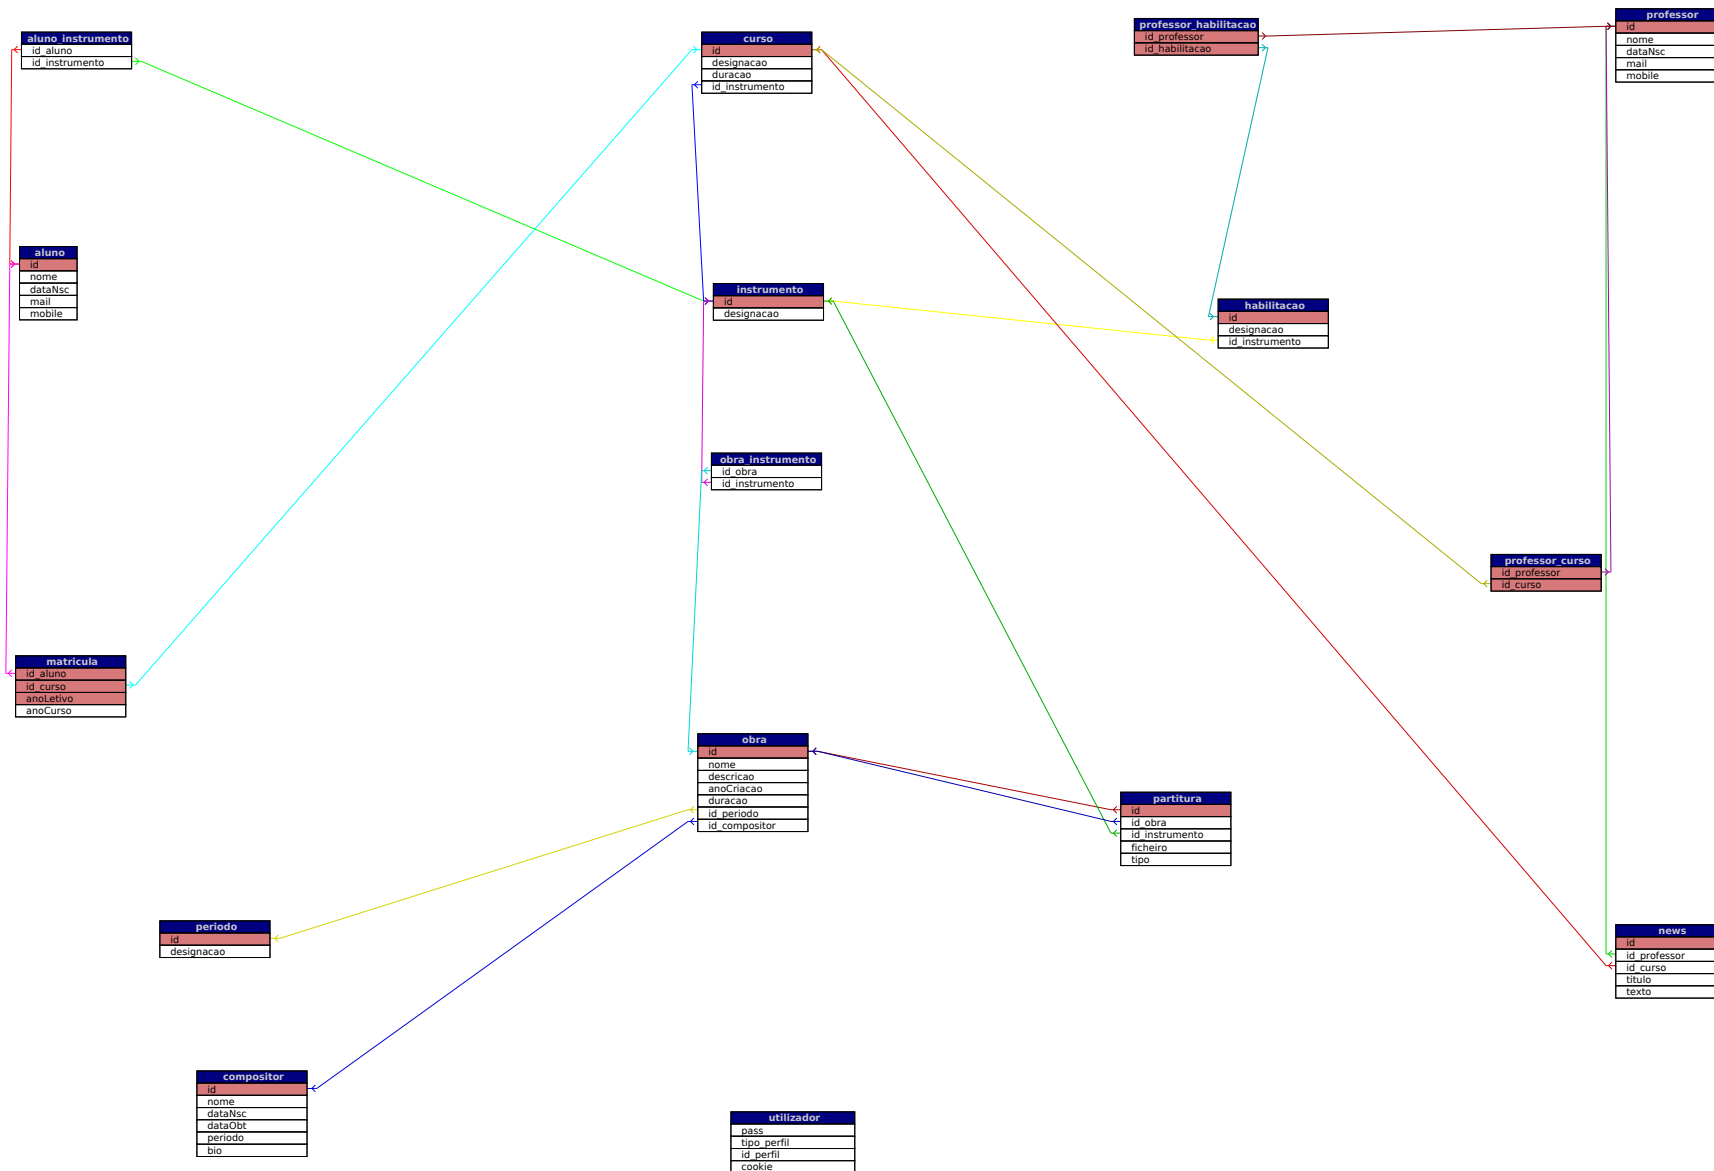 aluno_instrumento
id_aluno
id_instrumento
curso
id
designacao
duracao
id_instrumento
professor_habilitacao
id_professor
id_habilitacao
professor
id
nome
dataNsc
mail
mobile
aluno
id
nome
dataNsc
mail
mobile
instrumento
id
designacao
habilitacao
id
designacao
id_instrumento
obra_instrumento
id_obra
id_instrumento
professor_curso
id_professor
id_curso
matricula
id_aluno
id_curso
anoLetivo
anoCurso
obra
id
nome
descricao
anoCriacao
duracao
id_periodo
id_compositor
partitura
id
id_obra
id_instrumento
ficheiro
tipo
periodo
id
designacao
news
id
id_professor
id_curso
titulo
texto
compositor
id
nome
dataNsc
dataObt
periodo
bio
utilizador
pass
tipo_perfil
id_perfil
cookie